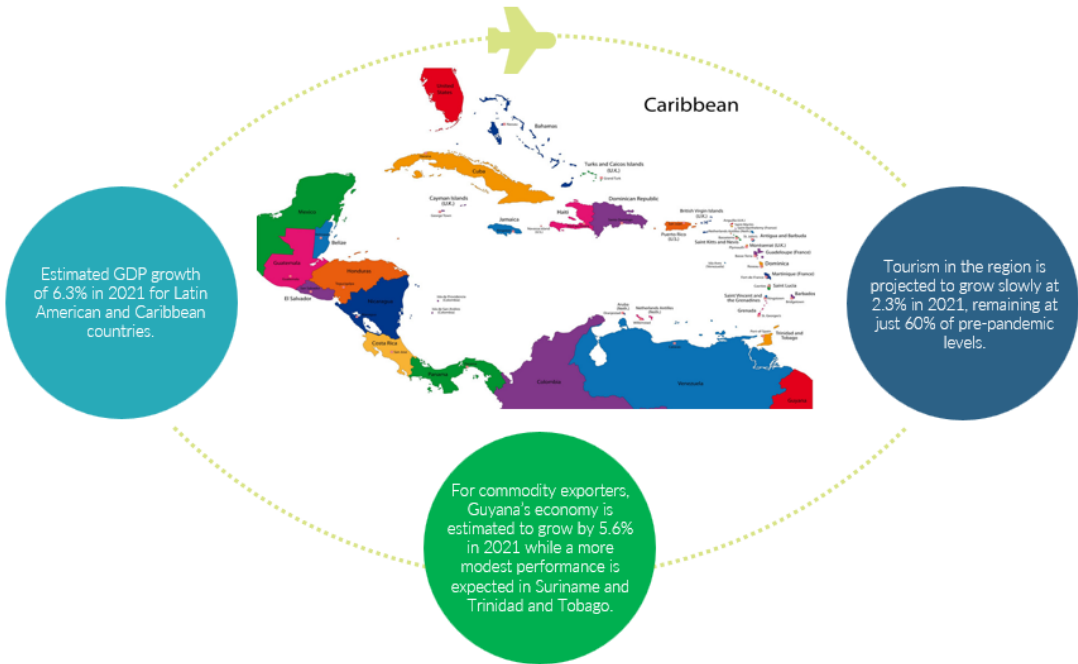 Caribbean
Bahamas
Turks and Caicos Islands
(U.K.)
Cuba
Cayman Islands
(U.K.)
Dominican Republic
Haiti
Jamaica
British Virgin Islands
(U.K.)
Puerto Rico
(U.S.)
Saint Kitts and Nevis
Antigua and Barbuda
Montserrat (U.K.)
Guadeloupe (France)
Dominica
Martinique (France)
Saint Lucia
Saint Vincent and
the Grenadines
Barbados
Grenada
Trinidad and
Tobago
Mexico
Belize
Guatemala
Honduras
El Salvador
Nicaragua
Costa Rica
Panama
Colombia
Venezuela
Guyana
Estimated GDP growth
of 6.3% in 2021 for Latin
American and Caribbean
countries.
Tourism in the region is
projected to grow slowly at
2.3% in 2021, remaining at
just 60% of pre-pandemic
levels.
For commodity exporters,
Guyana's economy is
estimated to grow by 5.6%
in 2021 while a more
modest performance is
expected in Suriname and
Trinidad and Tobago.